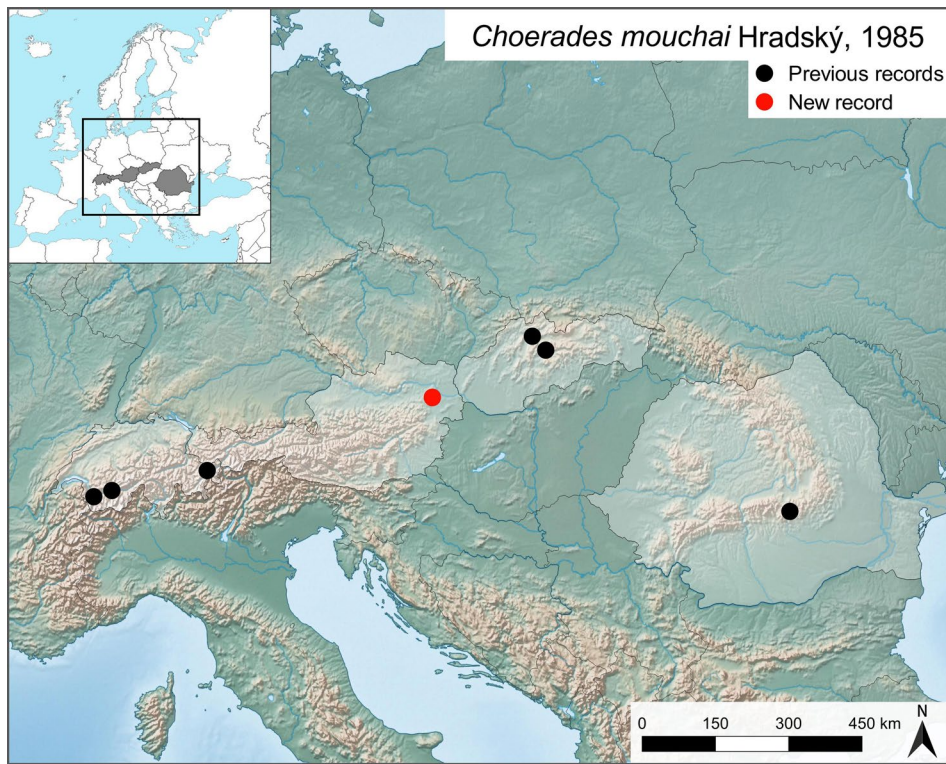 Choerades mouchai Hradský, 1985
Previous records
New record
N
0 150 300 450 km